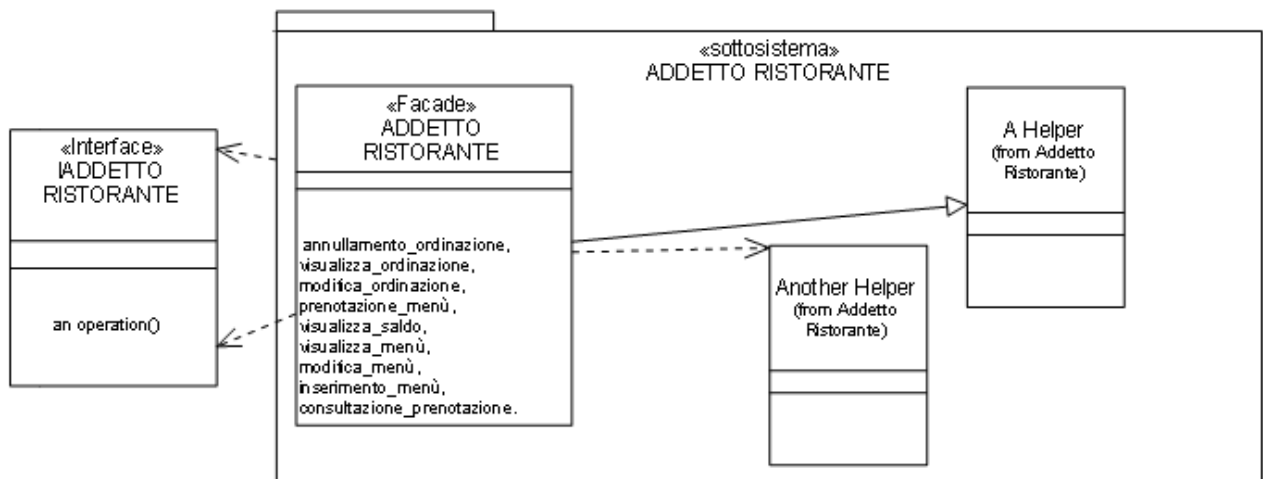 «sottosistema»
ADDETTO RISTORANTE
«Interface»
IADDETTO
RISTORANTE
an operation()
«Facade»
ADDETTO
RISTORANTE
annullamento_ordinazione,
visualizza_ordinazione,
modifica_ordinazione,
prenotazione_menù,
visualizza_saldo,
visualizza_menù,
modifica_menù,
inserimento_menù,
consultazione_prenotazione.
Another Helper
(from Addetto
Ristorante)
A Helper
(from Addetto
Ristorante)